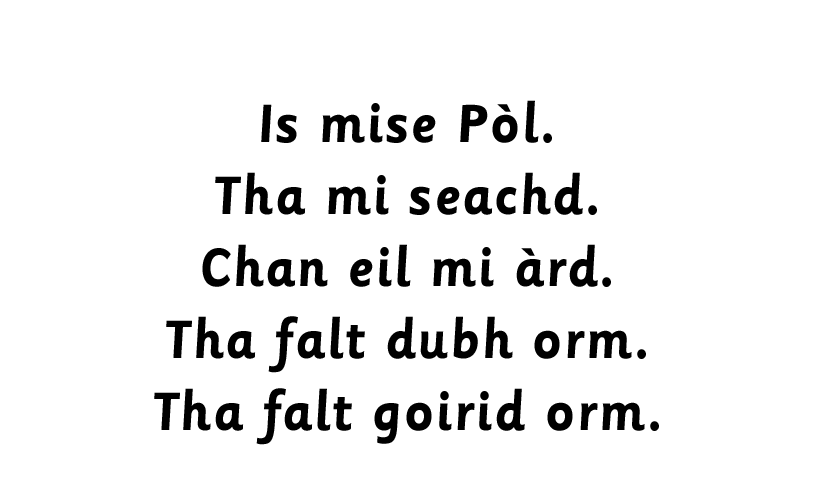 Is mise Pòl.
Tha mi seachd.
Chan eil mi àrd.
Tha falt dubh orm.
Tha falt goirid orm.